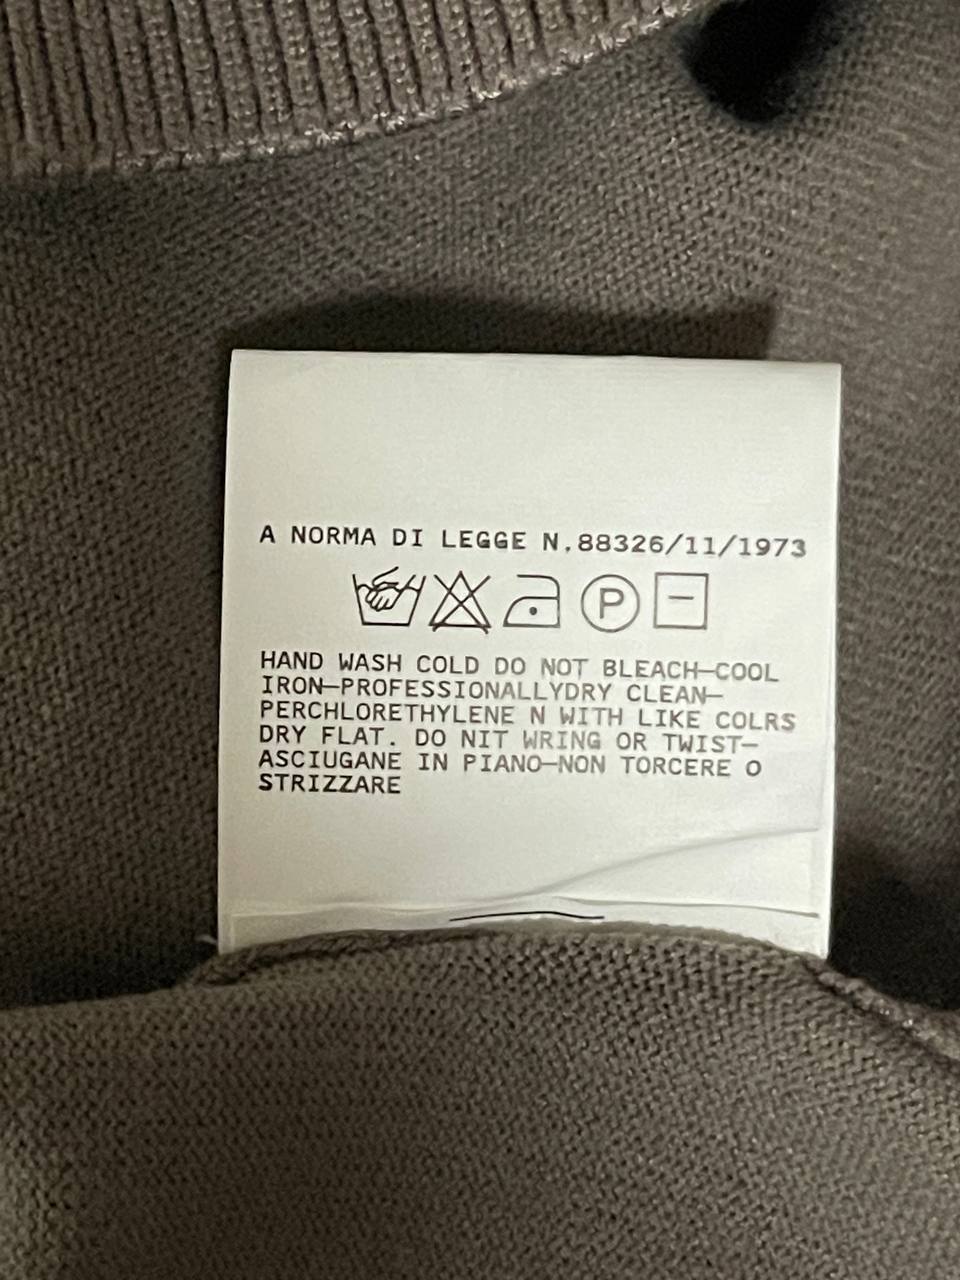 A NORMA DI LEGGE N.88326/11/1973
P
HAND WASH COLD DO NOT BLEACH—COOL
IRON—PROFESSIONALLYDRY CLEAN—
PERCHLORETHYLENE N WITH LIKE COLRS
DRY FLAT. DO NIT WRING OR TWIST—
ASCIUGANE IN PIANO—NON TORCERE O
STRIZZARE